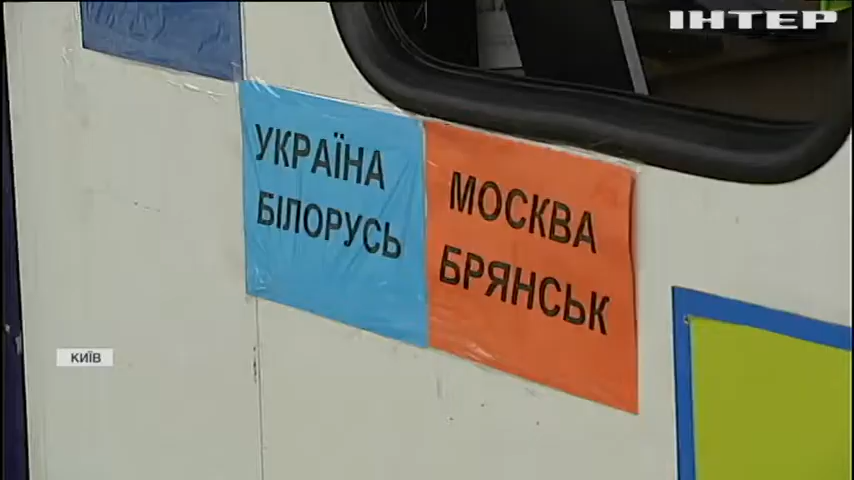 ІНТЕР
УКРАЇНА
БІЛОРУСЬ
МОСКВА
БРЯНСЬК
КИЇВ